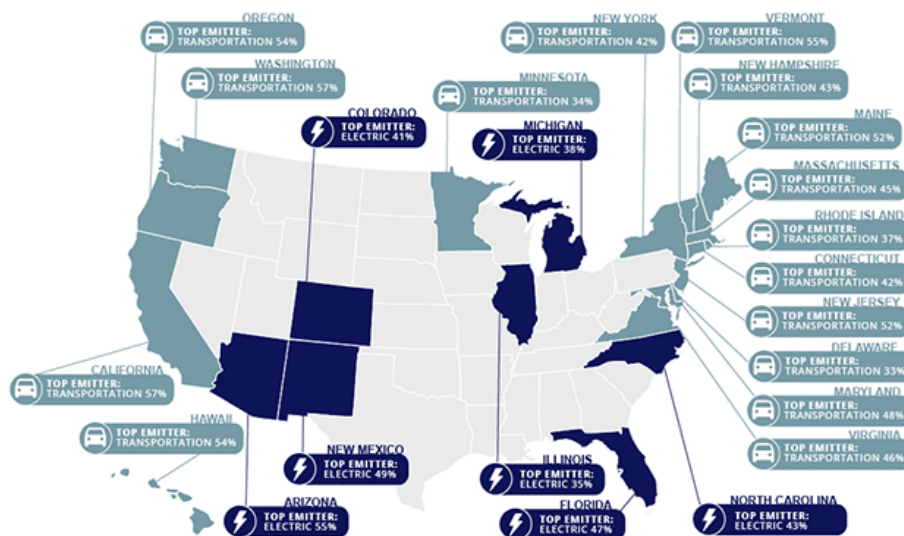 OREGON
TOP EMITTER:
TRANSPORTATION 54%
WASHINGTON
TOP EMITTER:
TRANSPORTATION 57%
COLORADO
TOP EMITTER:
ELECTRIC 41%
MINNESOTA
TOP EMITTER:
TRANSPORTATION 34%
MICHIGAN
TOP EMITTER:
ELECTRIC 38%
NEW YORK
TOP EMITTER:
TRANSPORTATION 42%
VERMONT
TOP EMITTER:
TRANSPORTATION 55%
NEW HAMPSHIRE
TOP EMITTER:
TRANSPORTATION 43%
MAINE
TOP EMITTER:
TRANSPORTATION 52%
MASSACHUSETTS
TOP EMITTER:
TRANSPORTATION 45%
RHODE ISLAND
TOP EMITTER:
TRANSPORTATION 37%
CONNECTICUT
TOP EMITTER:
TRANSPORTATION 42%
NEW JERSEY
TOP EMITTER:
TRANSPORTATION 52%
DELAWARE
TOP EMITTER:
TRANSPORTATION 33%
MARYLAND
TOP EMITTER:
TRANSPORTATION 48%
VIRGINIA
TOP EMITTER:
TRANSPORTATION 46%
CALIFORNIA
TOP EMITTER:
TRANSPORTATION 57%
HAWAII
TOP EMITTER:
TRANSPORTATION 54%
NEW MEXICO
TOP EMITTER:
ELECTRIC 49%
ARIZONA
TOP EMITTER:
ELECTRIC 55%
ILLINOIS
TOP EMITTER:
ELECTRIC 35%
FLORIDA
TOP EMITTER:
ELECTRIC 47%
NORTH CAROLINA
TOP EMITTER:
ELECTRIC 43%